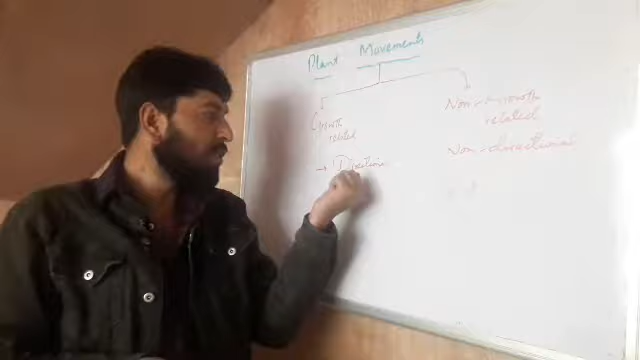 Plant Movements
Growth
related
Non-Growth
related
→ Direction
Non-directional